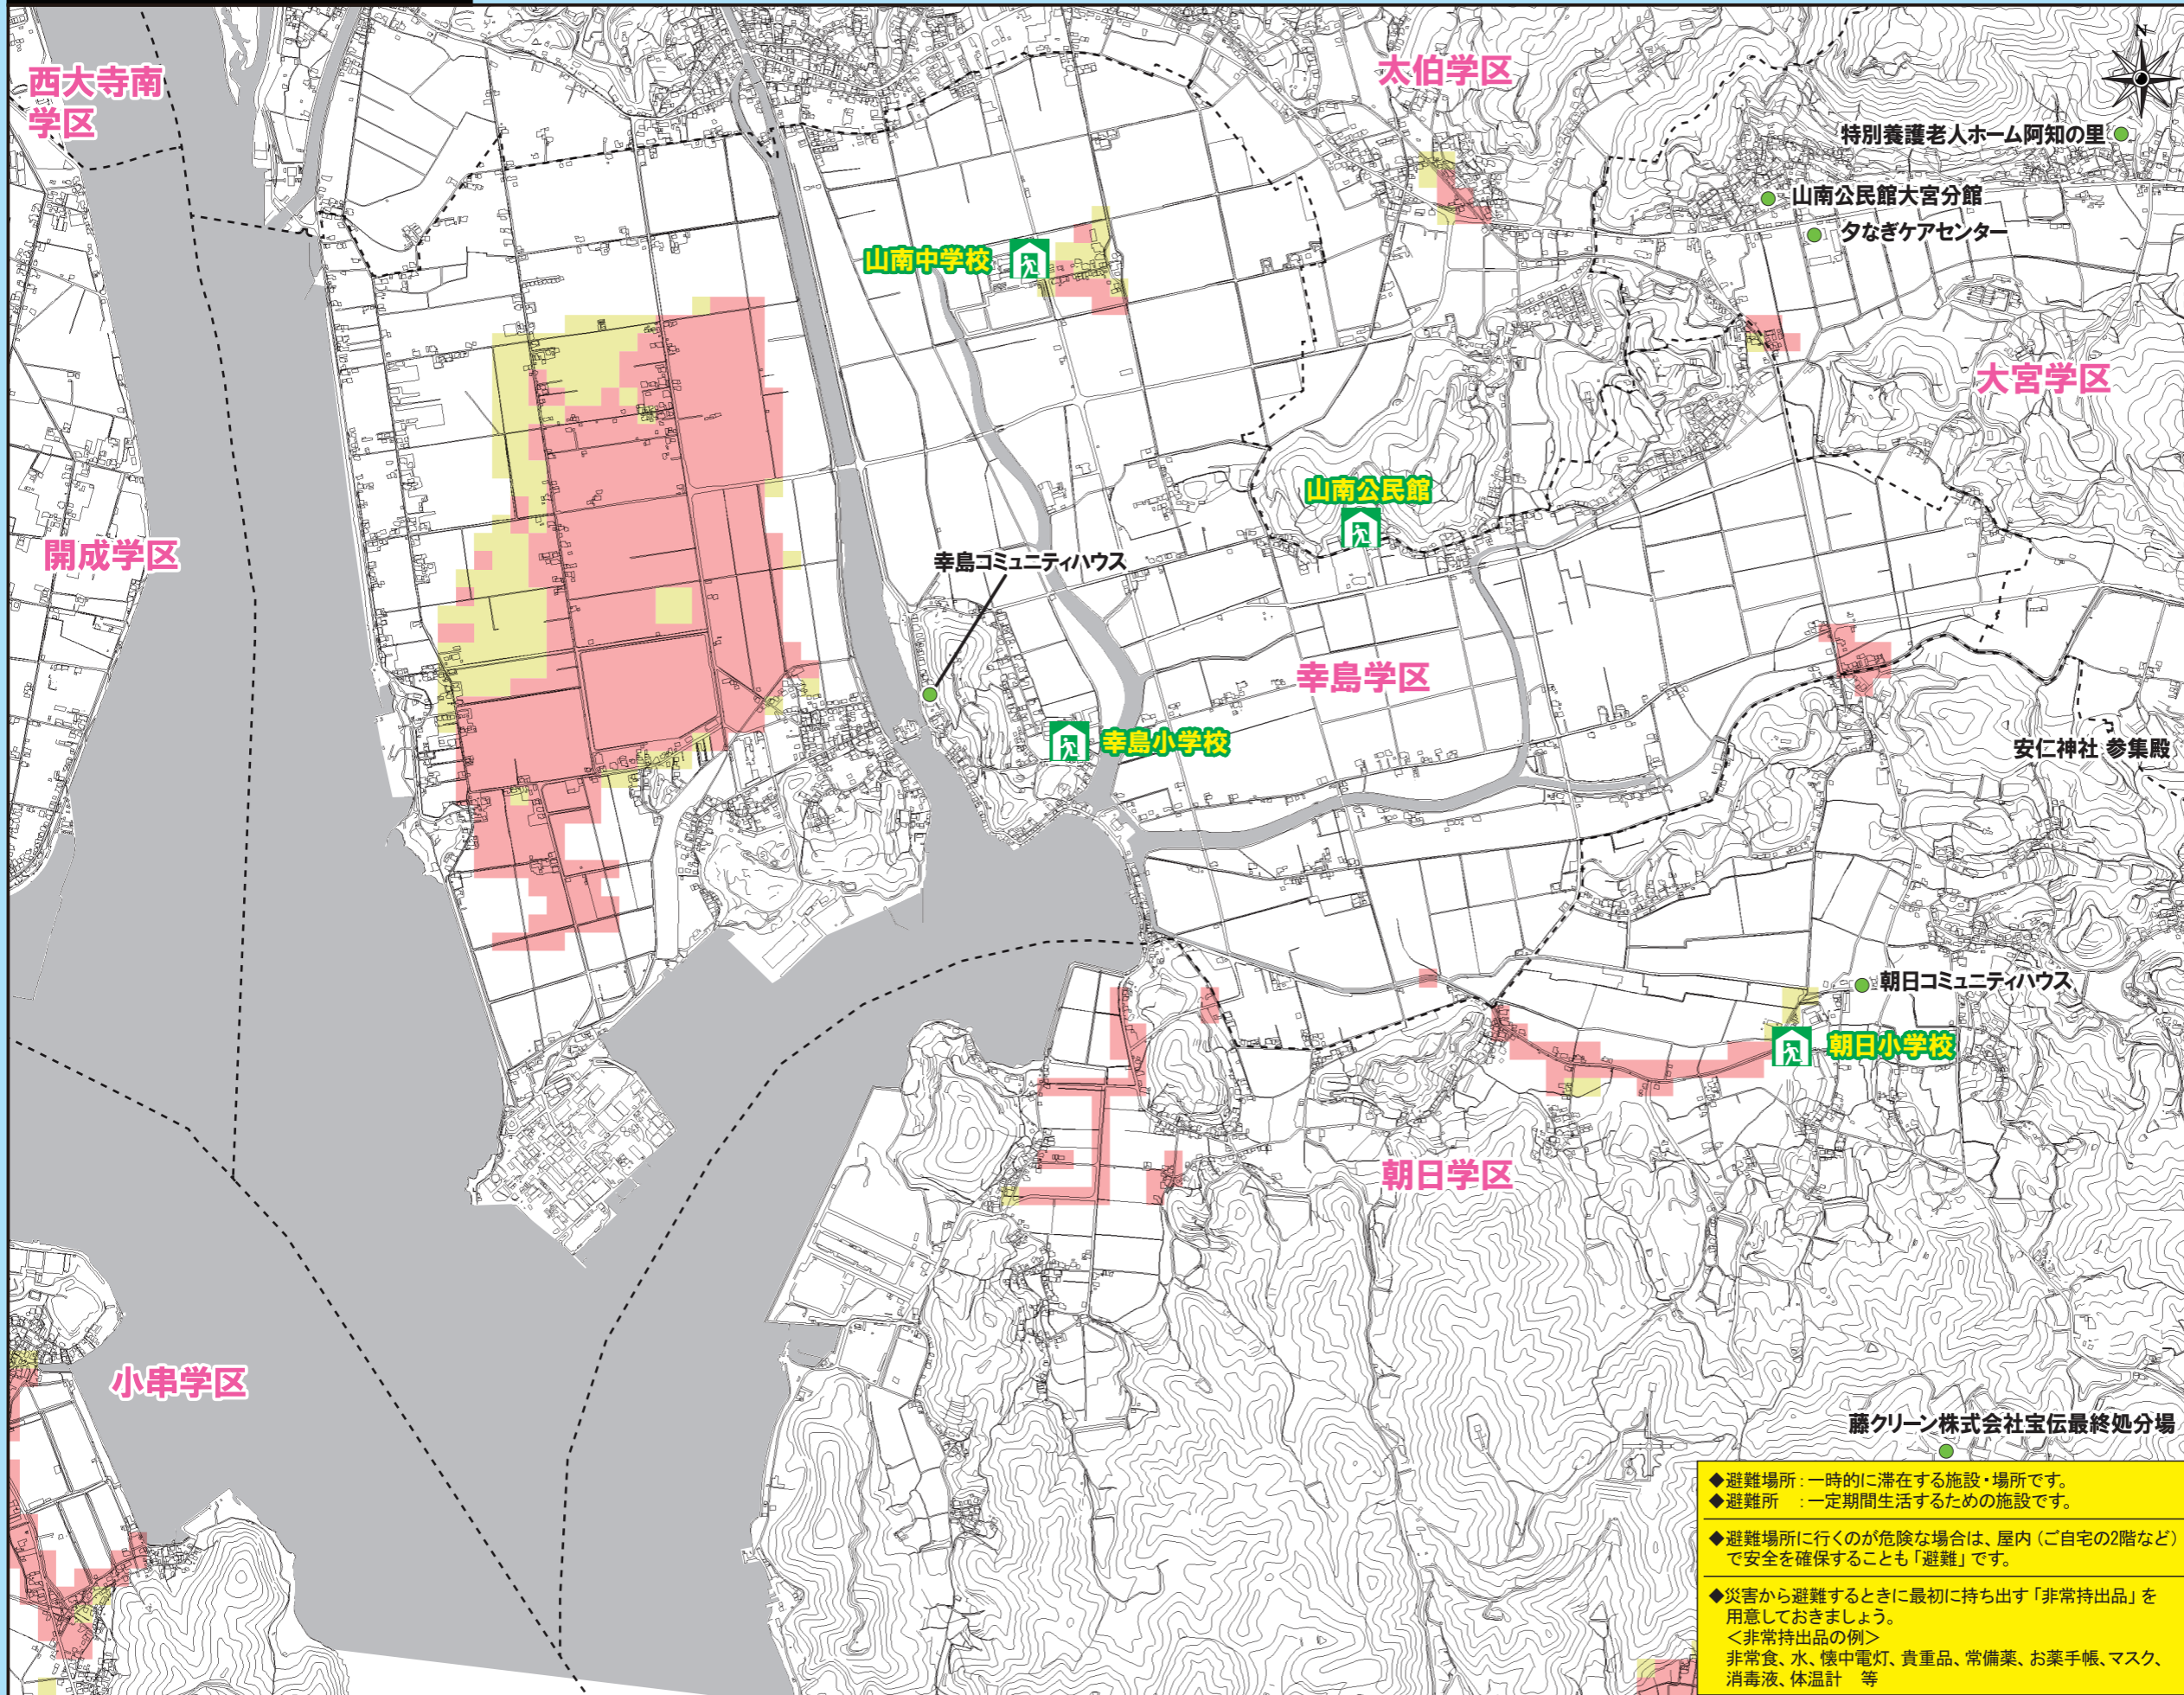 西大寺南
学区
太伯学区
N
特別養護老人ホーム阿知の里
山南公民館大宮分館
夕なぎケアセンター
山南中学校
大宮学区
山南公民館
開成学区
幸島コミュニティハウス
幸島学区
幸島小学校
安仁神社 参集殿
朝日コミュニティハウス
朝日小学校
朝日学区
小串学区
藤クリーン株式会社宝伝最終処分場
◆避難場所：一時的に滞在する施設・場所です。
◆避難所　：一定期間生活するための施設です。
◆避難場所に行くのが危険な場合は、屋内（ご自宅の2階など）
で安全を確保することも「避難」です。
◆災害から避難するときに最初に持ち出す「非常持出品」を
用意しておきましょう。
＜非常持出品の例＞
非常食、水、懐中電灯、貴重品、常備薬、お薬手帳、マスク、
消毒液、体温計　等